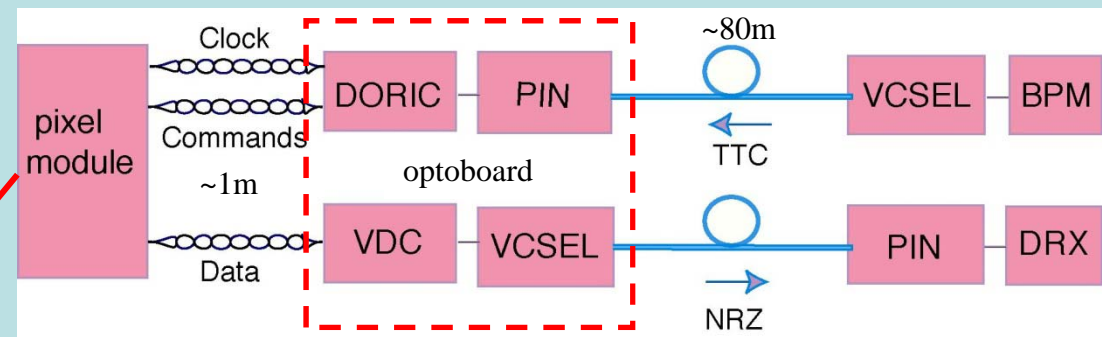 Clock
~80m
DORIC
PIN
VCSEL
BPM
pixel
module
Commands
TTC
~1m
optoboard
VDC
VCSEL
PIN
DRX
Data
NRZ